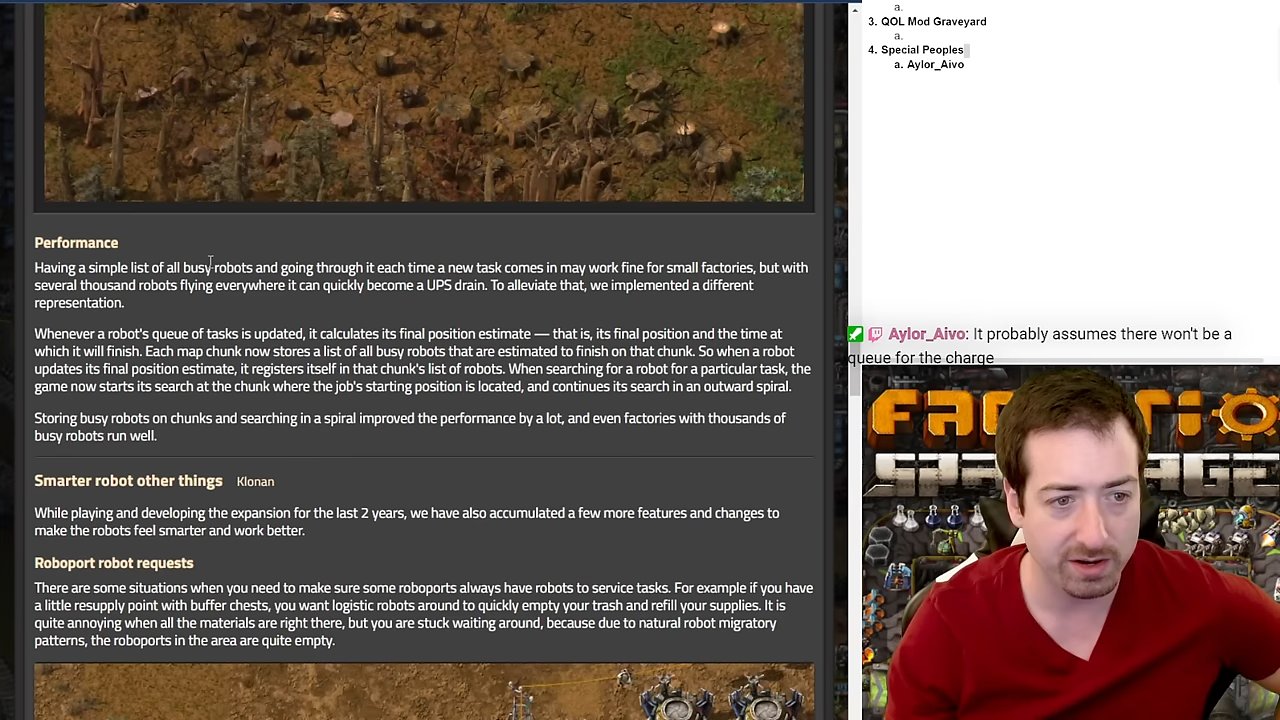 Performance
Having a simple list of all busy robots and going through it each time a new task comes in may work fine for small factories, but with
several thousand robots flying everywhere it can quickly become a UPS drain. To alleviate that, we implemented a different
representation.
Whenever a robot's queue of tasks is updated, it calculates its final position estimate — that is, its final position and the time at
which it will finish. Each map chunk now stores a list of all busy robots that are estimated to finish on that chunk. So when a robot
updates its final position estimate, it registers itself in that chunk's list of robots. When searching for a robot for a particular task, the
game now starts its search at the chunk where the job's starting position is located, and continues its search in an outward spiral.
Storing busy robots on chunks and searching in a spiral improved the performance by a lot, and even factories with thousands of
busy robots run well.
Smarter robot other things Klonan
While playing and developing the expansion for the last 2 years, we have also accumulated a few more features and changes to
make the robots feel smarter and work better.
Roboport robot requests
There are some situations when you need to make sure some roboports always have robots to service tasks. For example if you have
a little resupply point with buffer chests, you want logistic robots around to quickly empty your trash and refill your supplies. It is
quite annoying when all the materials are right there, but you are stuck waiting around, because due to natural robot migratory
patterns, the roboports in the area are quite empty.
a.
3. QOL Mod Graveyard
a.
4. Special Peoples
a. Aylor_Aivo
Aylor_Aivo: It probably assumes there won't be a
queue for the charge